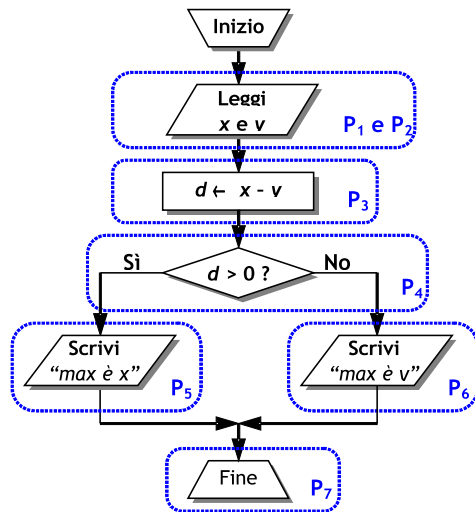 Inizio
Leggi
x e v
P1 e P2
d ← x - v
P3
Sì
d > 0 ?
No
P4
Scrivi
“max è x”
P5
Scrivi
“max è v”
P6
Fine
P7